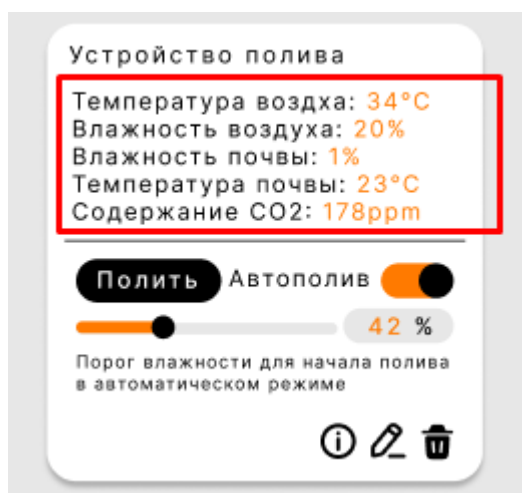 Устройство полива
Температура воздха: 34°C
Влажность воздуха: 20%
Влажность почвы: 1%
Температура почвы: 23°C
Содержание CO2: 178ppm
Полить Автополив
42 %
Порог влажности для начала полива
в автоматическом режиме